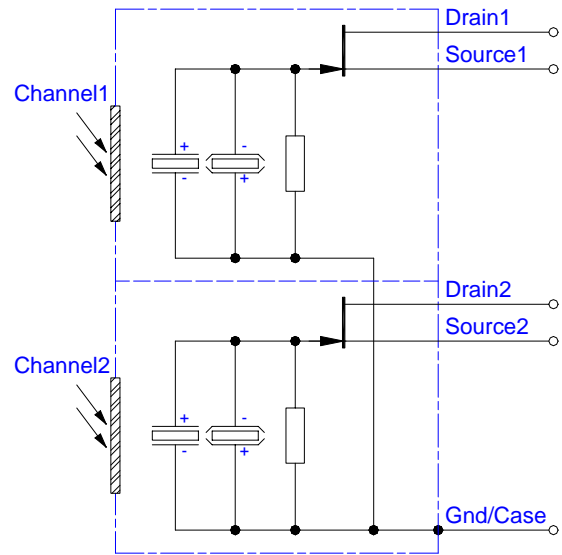 Drain1
Source1
Channel1
+ -
- +
Drain2
Source2
Channel2
+ -
- +
Gnd/Case